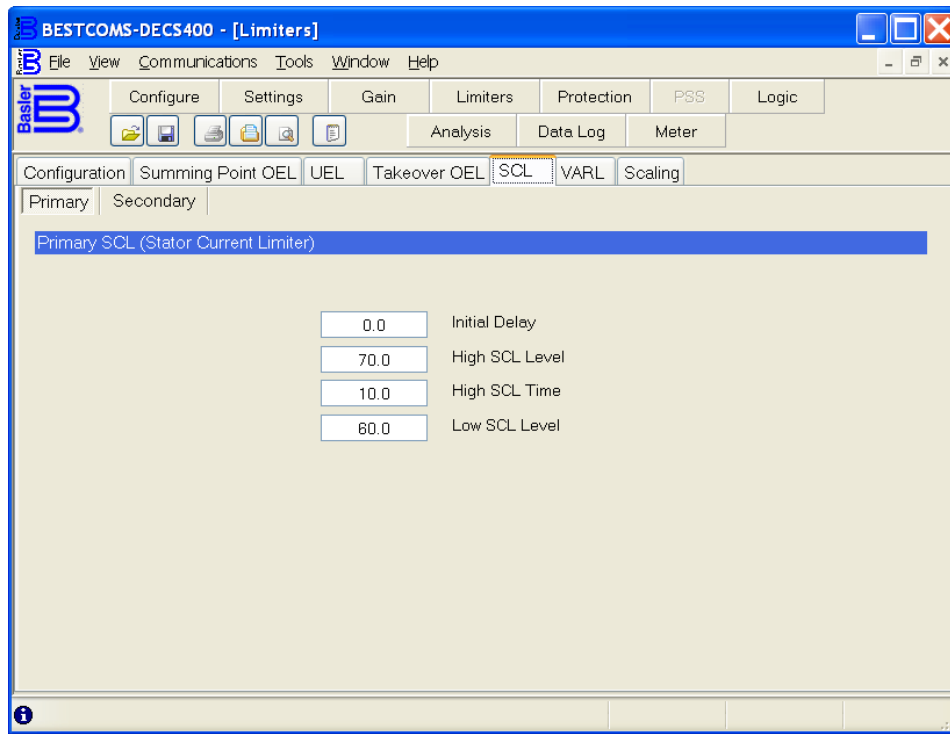 BESTCOMS-DECS400 - [Limiters]
File View Communications Tools Window Help
Basler
Configure Settings Gain Limiters Protection PSS Logic
Analysis Data Log Meter
Configuration Summing Point OEL UEL Takeover OEL SCL VARL Scaling
Primary Secondary
Primary SCL (Stator Current Limiter)
0.0 Initial Delay
70.0 High SCL Level
10.0 High SCL Time
60.0 Low SCL Level